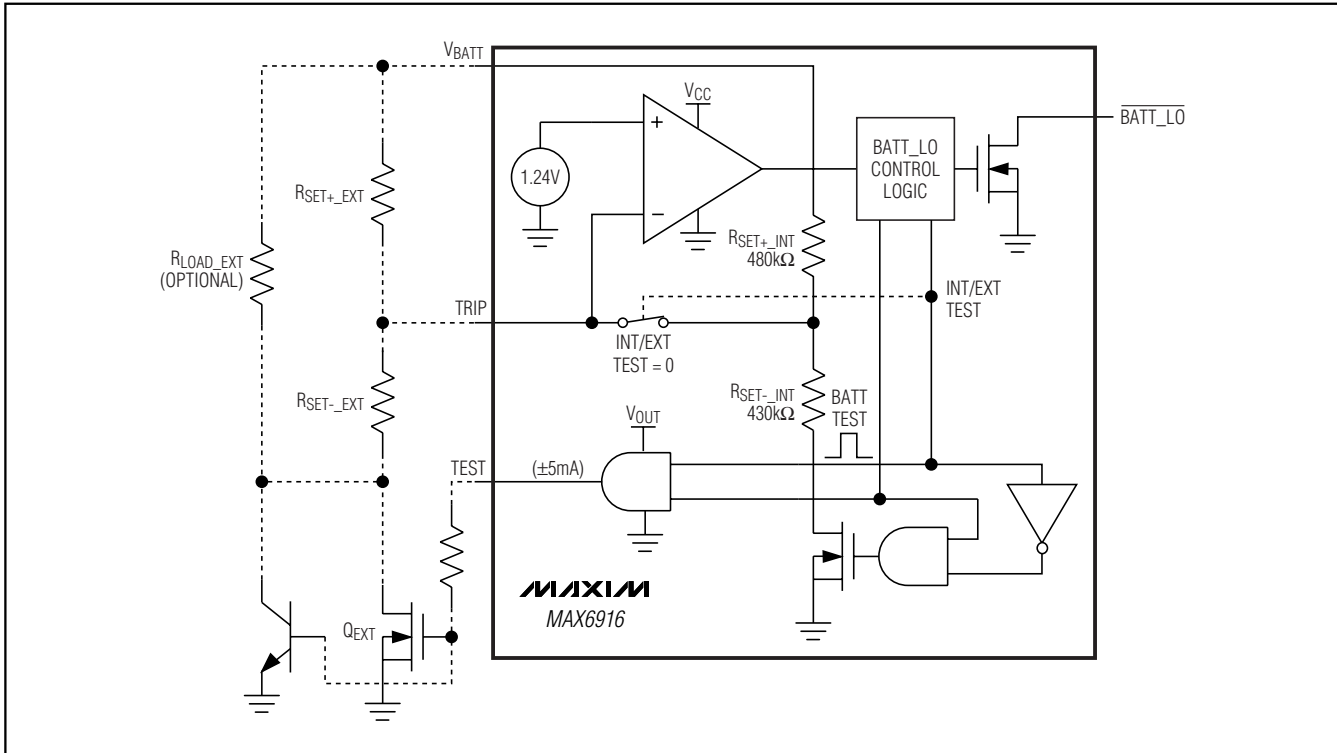 VBATT
VCC
BATT_LO
+
1.24V
BATT_LO
CONTROL
LOGIC
−
RSET+_EXT
RSET+_INT
480kΩ
RLOAD_EXT
(OPTIONAL)
INT/EXT
TEST
TRIP
INT/EXT
TEST = 0
RSET-_EXT
RSET-_INT
430kΩ
BATT
TEST
VOUT
TEST
(±5mA)
MAXIM
MAX6916
QEXT